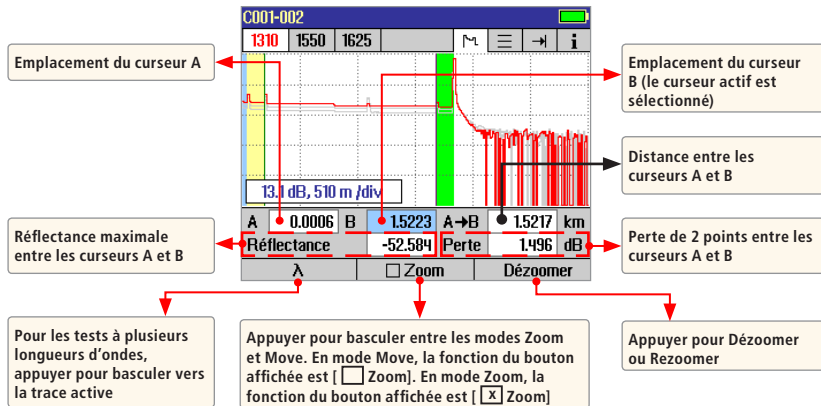 C001-002
1310 1550 1625 i
Emplacement du curseur A
Emplacement du curseur
B (le curseur actif est
sélectionné)
Distance entre les
curseurs A et B
13.1 dB, 510 m /div
A 0.0006 B 1.5223 A→B 1.5217 km
Réflectance -52.584 Perte 1.496 dB
Réflectance maximale
entre les curseurs A et B
Perte de 2 points entre les
curseurs A et B
λ Zoom Dézoomer
Pour les tests à plusieurs
longueurs d'ondes,
appuyer pour basculer vers
la trace active
Appuyer pour basculer entre les modes Zoom
et Move. En mode Move, la fonction du bouton
affichée est [ ☐ Zoom]. En mode Zoom, la
fonction du bouton affichée est [ X Zoom]
Appuyer pour Dézoomer
ou Rezoomer